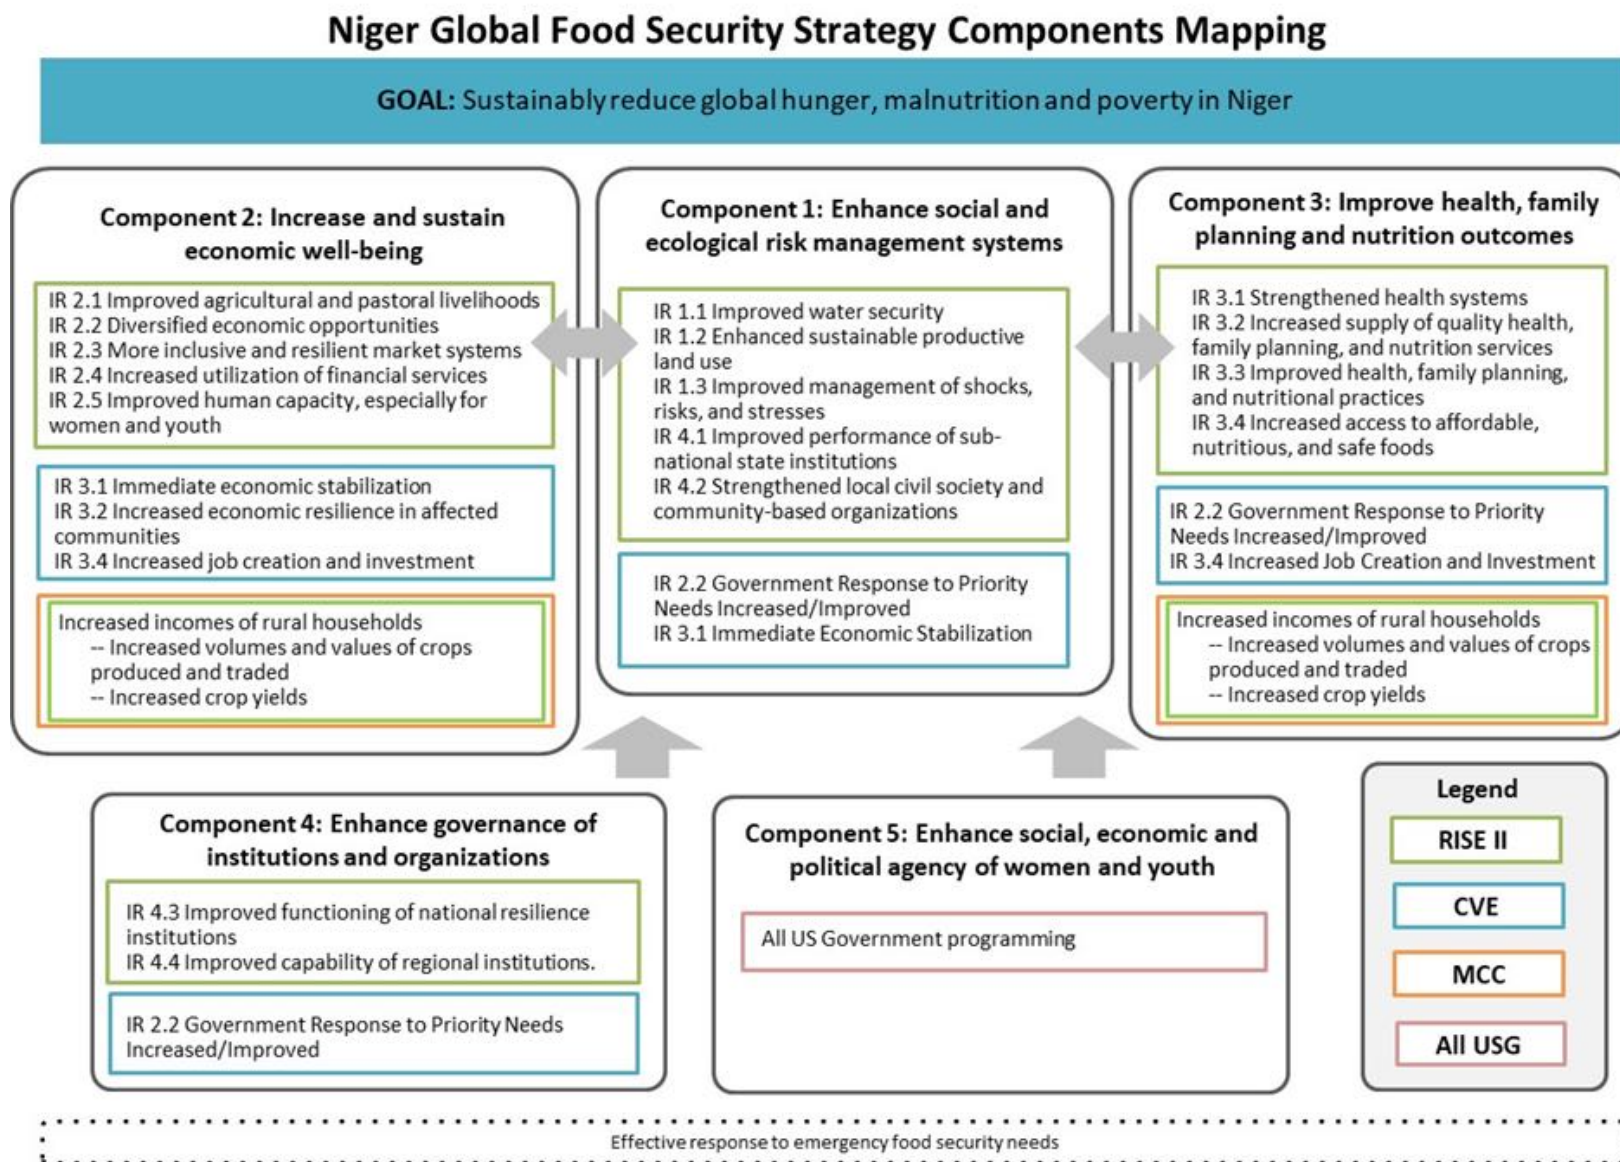 Niger Global Food Security Strategy Components Mapping
GOAL: Sustainably reduce global hunger, malnutrition and poverty in Niger
Component 2: Increase and sustain
economic well-being
IR 2.1 Improved agricultural and pastoral livelihoods
IR 2.2 Diversified economic opportunities
IR 2.3 More inclusive and resilient market systems
IR 2.4 Increased utilization of financial services
IR 2.5 Improved human capacity, especially for
women and youth
IR 3.1 Immediate economic stabilization
IR 3.2 Increased economic resilience in affected
communities
IR 3.4 Increased job creation and investment
Increased incomes of rural households
-- Increased volumes and values of crops
produced and traded
-- Increased crop yields
Component 1: Enhance social and
ecological risk management systems
IR 1.1 Improved water security
IR 1.2 Enhanced sustainable productive
land use
IR 1.3 Improved management of shocks,
risks, and stresses
IR 4.1 Improved performance of sub-
national state institutions
IR 4.2 Strengthened local civil society and
community-based organizations
IR 2.2 Government Response to Priority
Needs Increased/Improved
IR 3.1 Immediate Economic Stabilization
Component 3: Improve health, family
planning and nutrition outcomes
IR 3.1 Strengthened health systems
IR 3.2 Increased supply of quality health,
family planning, and nutrition services
IR 3.3 Improved health, family planning,
and nutritional practices
IR 3.4 Increased access to affordable,
nutritious, and safe foods
IR 2.2 Government Response to Priority
Needs Increased/Improved
IR 3.4 Increased Job Creation and Investment
Increased incomes of rural households
-- Increased volumes and values of crops
produced and traded
-- Increased crop yields
Component 4: Enhance governance of
institutions and organizations
IR 4.3 Improved functioning of national resilience
institutions
IR 4.4 Improved capability of regional institutions.
IR 2.2 Government Response to Priority Needs
Increased/Improved
Component 5: Enhance social, economic and
political agency of women and youth
All US Government programming
Legend
RISE II
CVE
MCC
All USG
Effective response to emergency food security needs